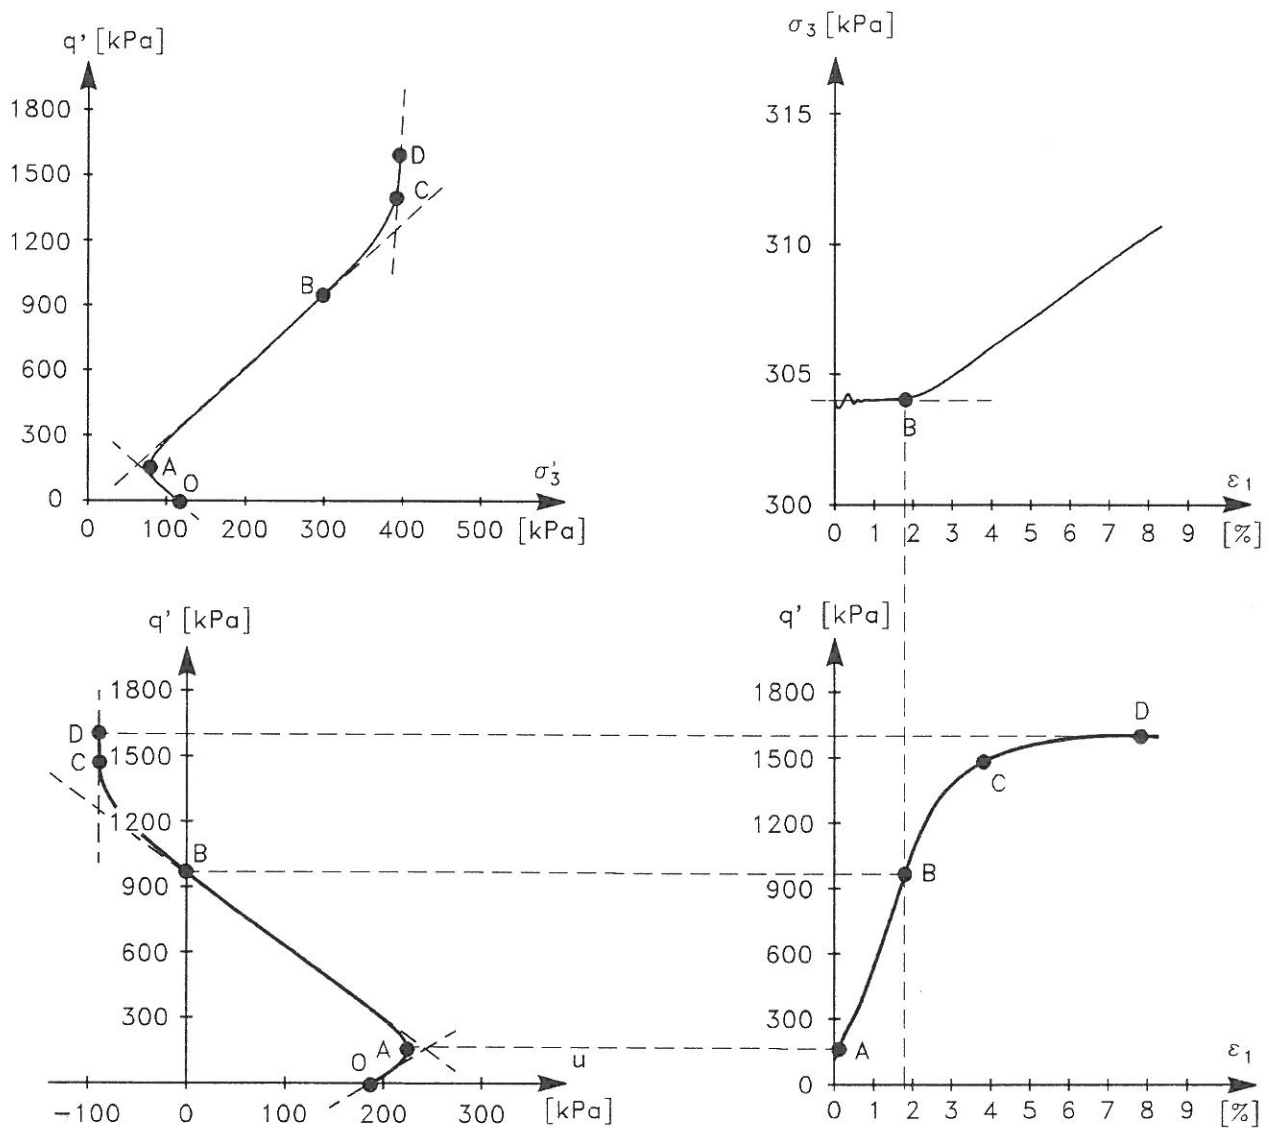 q' [kPa]
1800
1500
1200
900
600
300
0
D
C
B
A
O
σ₃' 
0 100 200 300 400 500 [kPa]
σ₃ [kPa]
315
310
305
300
B
ε₁
0 1 2 3 4 5 6 7 8 9 [%]
q' [kPa]
1800
1500
1200
900
600
300
D
C
B
A
O
u
-100 0 100 200 300 [kPa]
q' [kPa]
1800
1500
1200
900
600
300
0
D
C
B
A
ε₁
0 1 2 3 4 5 6 7 8 9 [%]